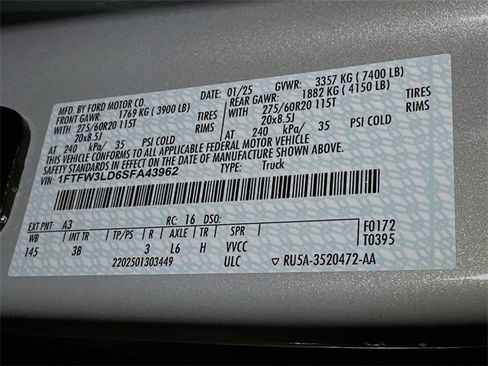 MFD. BY FORD MOTOR CO.
DATE: 01/25 GVWR: 3357 KG (7400 LB)
FRONT GAWR: 1769 KG (3900 LB) REAR GAWR: 1882 KG (4150 LB)
WITH 275/60R20 115T TIRES WITH 275/60R20 115T TIRES
20x8.5J RIMS 20x8.5J RIMS
AT 240 kPa/ 35 PSI COLD AT 240 kPa/ 35 PSI COLD
THIS VEHICLE CONFORMS TO ALL APPLICABLE FEDERAL MOTOR VEHICLE
SAFETY STANDARDS IN EFFECT ON THE DATE OF MANUFACTURE SHOWN ABOVE.
VIN: 1FTFW3LD6SFA43962 TYPE: Truck
EXT PNT: A3 RC: 16 DSO: F0172
WB INT TR TP/PS R AXLE TR SPR T0395
145 3B 3 L6 H VVCC
2202501303449 ULC ▽ RU5A-3520472-AA